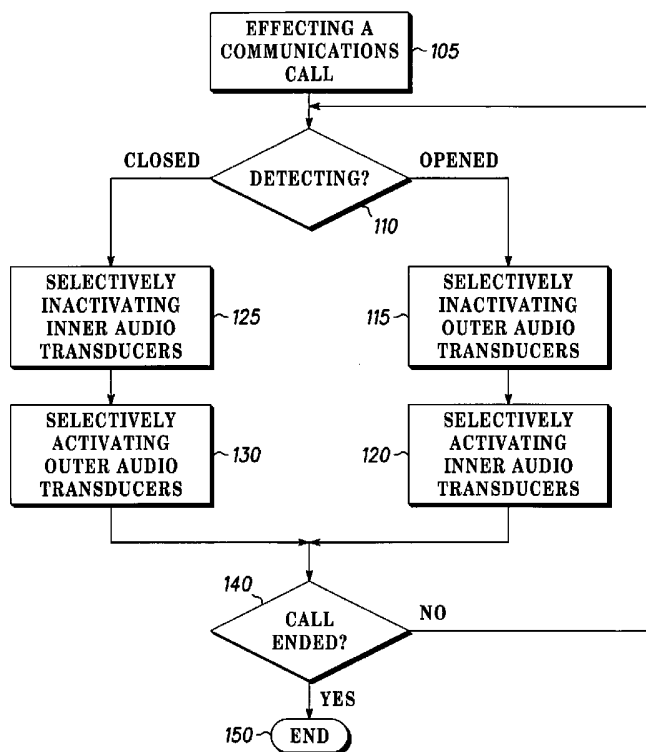 EFFECTING A
COMMUNICATIONS
CALL
105
CLOSED
DETECTING?
OPENED
110
SELECTIVELY
INACTIVATING
INNER AUDIO
TRANSDUCERS
125
115
SELECTIVELY
INACTIVATING
OUTER AUDIO
TRANSDUCERS
SELECTIVELY
ACTIVATING
OUTER AUDIO
TRANSDUCERS
130
120
SELECTIVELY
ACTIVATING
INNER AUDIO
TRANSDUCERS
140
CALL
ENDED?
NO
YES
150
END